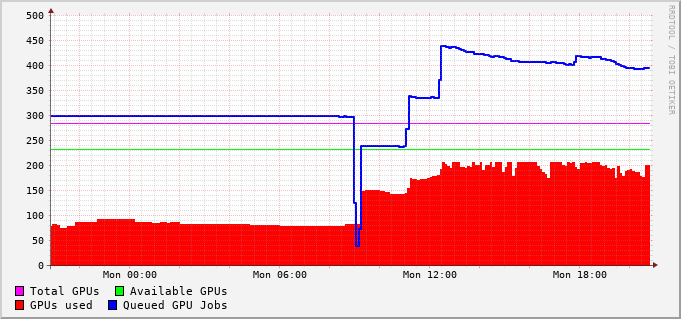 500
450
400
350
300
250
200
150
100
50
0
Mon 00:00 Mon 06:00 Mon 12:00 Mon 18:00
Total GPUs Available GPUs
GPUs used Queued GPU Jobs
RRDTOOL / TOBI OETIKER